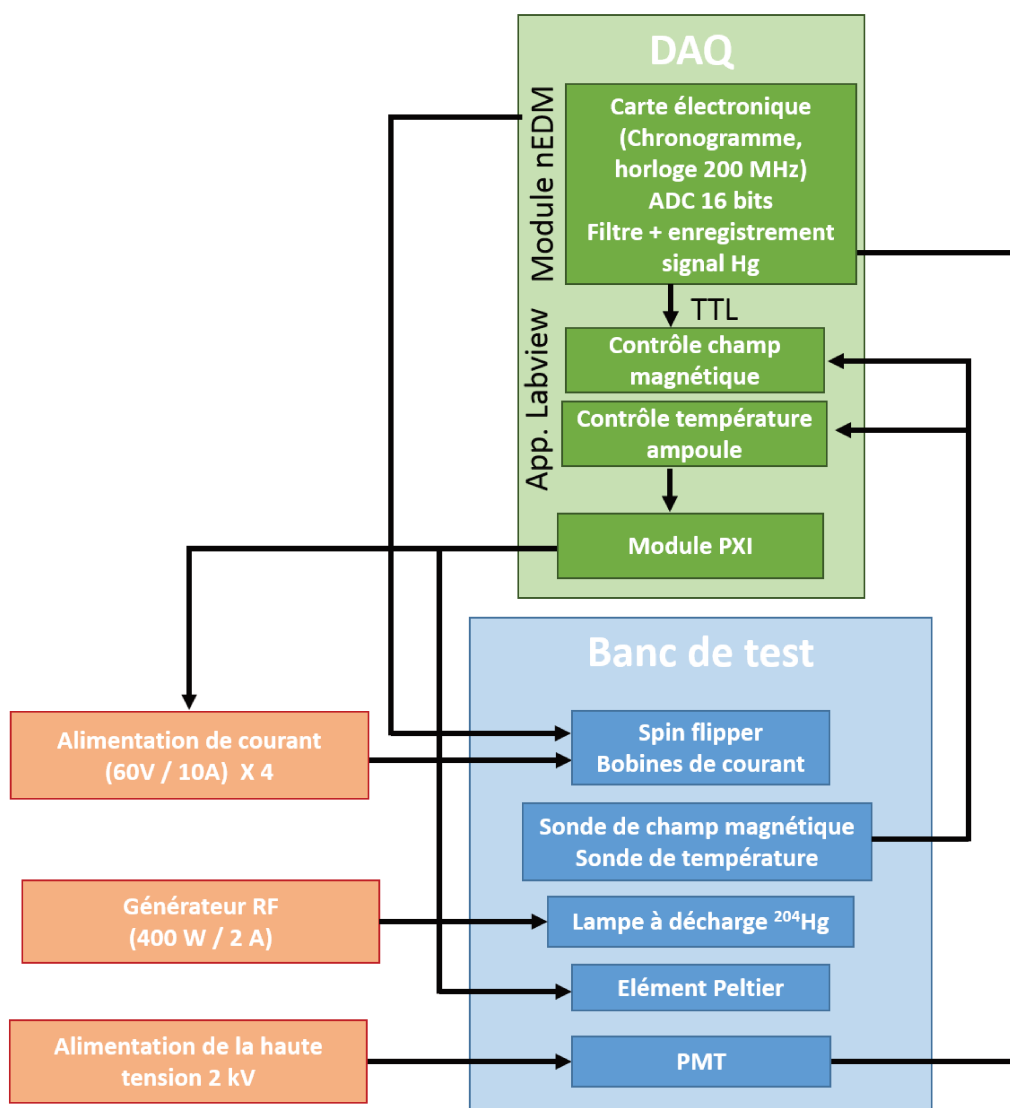 DAQ
Module nEDM
Carte électronique
(Chronogramme,
horloge 200 MHz)
ADC 16 bits
Filtre + enregistrement
signal Hg
TTL
App. Labview
Contrôle champ
magnétique
Contrôle température
ampoule
Module PXI
Banc de test
Alimentation de courant
(60V / 10A) X 4
Spin flipper
Bobines de courant
Sonde de champ magnétique
Sonde de température
Générateur RF
(400 W / 2 A)
Lampe à décharge ²⁰⁴Hg
Elément Peltier
Alimentation de la haute
tension 2 kV
PMT